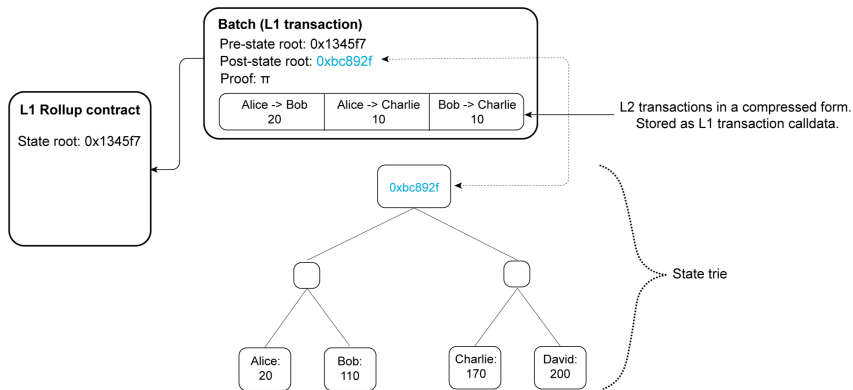 Batch (L1 transaction)
Pre-state root: 0x1345f7
Post-state root: 0xbc892f
Proof: π
Alice -> Bob
20
Alice -> Charlie
10
Bob -> Charlie
10
L2 transactions in a compressed form.
Stored as L1 transaction calldata.
L1 Rollup contract
State root: 0x1345f7
0xbc892f
State trie
Alice:
20
Bob:
110
Charlie:
170
David:
200